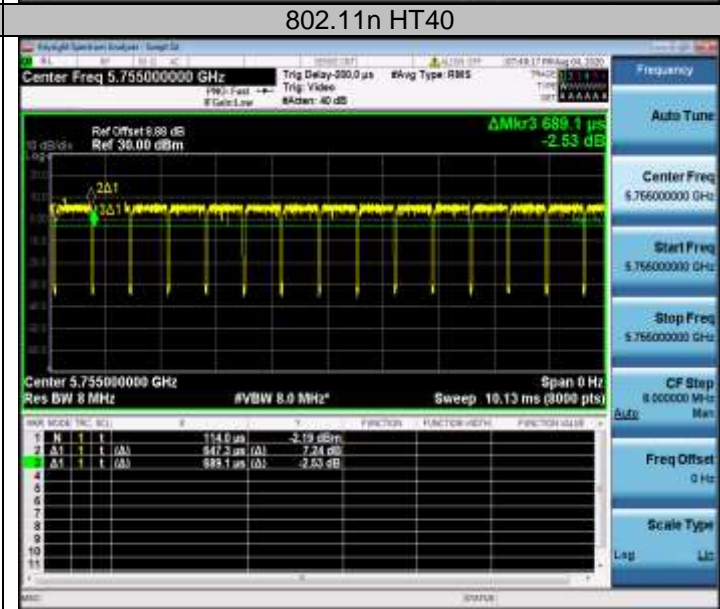 802.11n HT40
Keysight Spectrum Analyzer - Swept SA
Center Freq 5.755000000 GHz
PNO: Fast
IFGain:Low
Trig Delay-200.0 µs
Trig: Video
#Atten: 40 dB
#Avg Type: RMS
Aug 04, 2020
Ref Offset 8.88 dB
10 dB/div
Ref 30.00 dBm
Log
ΔMkr3 689.1 µs
-2.53 dB
2Δ1
3Δ1
Center 5.755000000 GHz
Span 0 Hz
Res BW 8 MHz
#VBW 8.0 MHz*
Sweep 10.13 ms (8000 pts)
MKR MODE TRC SCL X Y FUNCTION FUNCTION WIDTH FUNCTION VALUE
1 N 1 t 114.0 µs -2.19 dBm
2 Δ1 1 t (Δ) 647.3 µs (Δ) 7.24 dB
3 Δ1 1 t (Δ) 689.1 µs (Δ) -2.53 dB
4
5
6
7
8
9
10
11
MSG
STATUS
Frequency
Auto Tune
Center Freq
5.755000000 GHz
Start Freq
5.755000000 GHz
Stop Freq
5.755000000 GHz
CF Step
8.000000 MHz
Auto Man
Freq Offset
0 Hz
Scale Type
Log Lin